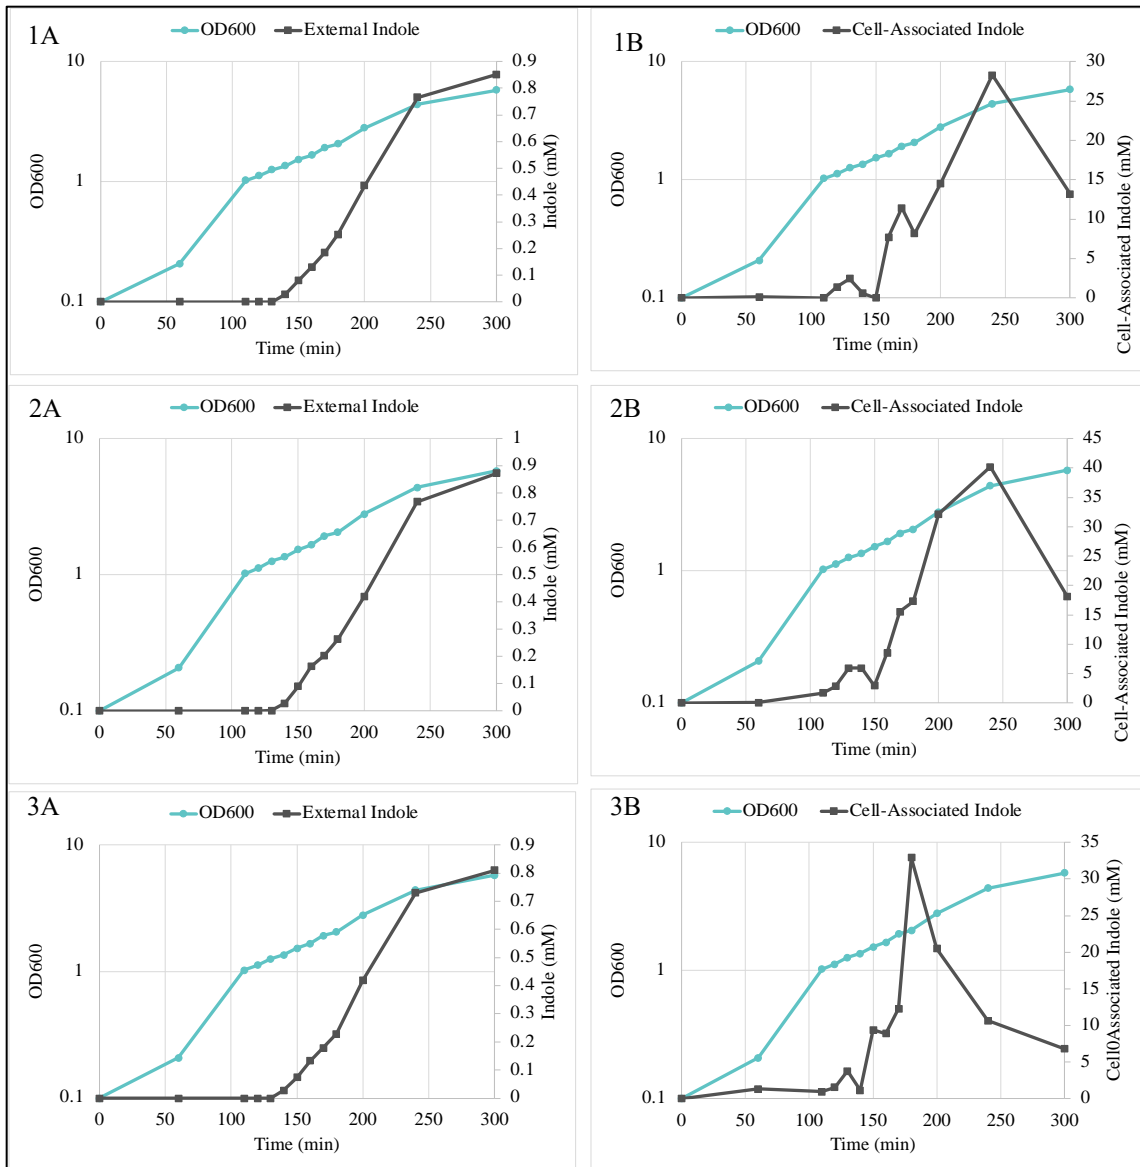 1A
OD600 External Indole
10
1
0.1
OD600
0.9
0.8
0.7
0.6
0.5
0.4
0.3
0.2
0.1
0
Indole (mM)
0 50 100 150 200 250 300
Time (min)
1B
OD600 Cell-Associated Indole
10
1
0.1
OD600
30
25
20
15
10
5
0
Cell-Associated Indole (mM)
0 50 100 150 200 250 300
Time (min)
2A
OD600 External Indole
10
1
0.1
OD600
1
0.9
0.8
0.7
0.6
0.5
0.4
0.3
0.2
0.1
0
Indole (mM)
0 50 100 150 200 250 300
Time (min)
2B
OD600 Cell-Associated Indole
10
1
0.1
OD600
45
40
35
30
25
20
15
10
5
0
Cell-Associated Indole (mM)
0 50 100 150 200 250 300
Time (min)
3A
OD600 External Indole
10
1
0.1
OD600
0.9
0.8
0.7
0.6
0.5
0.4
0.3
0.2
0.1
0
Indole (mM)
0 50 100 150 200 250 300
Time (min)
3B
OD600 Cell-Associated Indole
10
1
0.1
OD600
35
30
25
20
15
10
5
0
Cell0Associated Indole (mM)
0 50 100 150 200 250 300
Time (min)